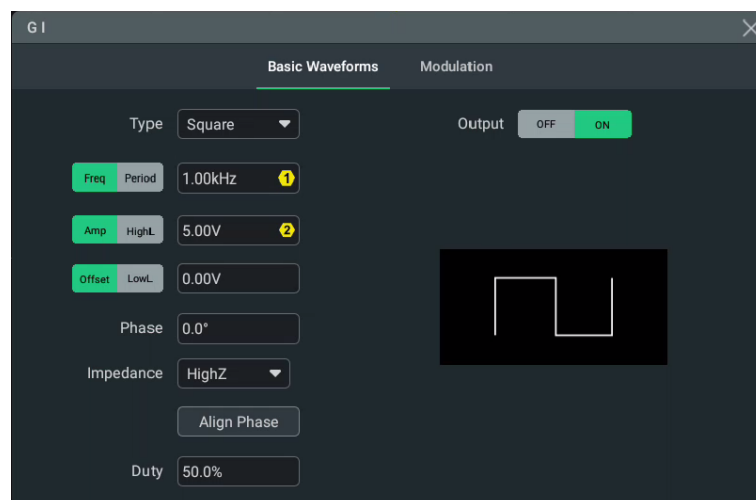 G I
Basic Waveforms Modulation
Type Square Output OFF ON
Freq Period 1.00kHz 1
Amp HighL 5.00V 2
Offset LowL 0.00V
Phase 0.0°
Impedance HighZ
Align Phase
Duty 50.0%